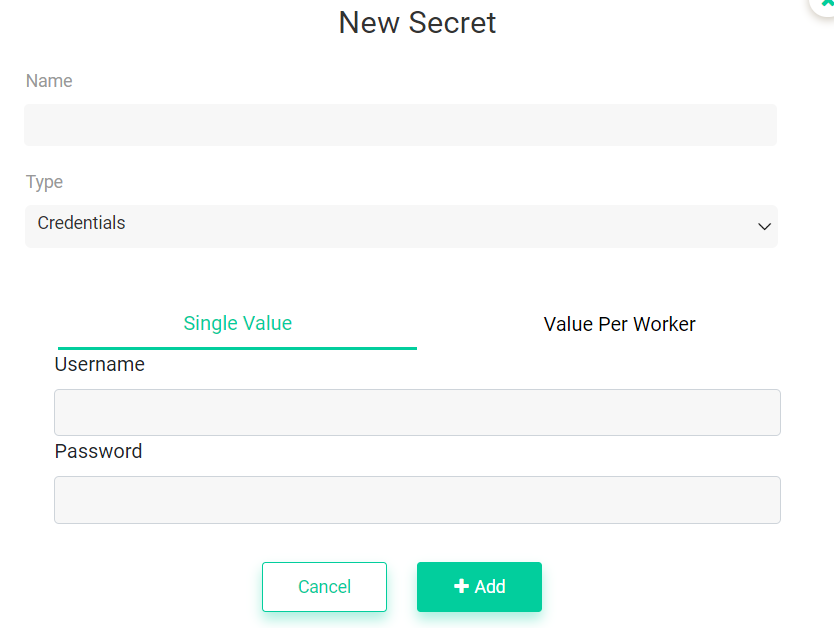 New Secret
Name
Type
Credentials
Single Value
Value Per Worker
Username
Password
Cancel
Add